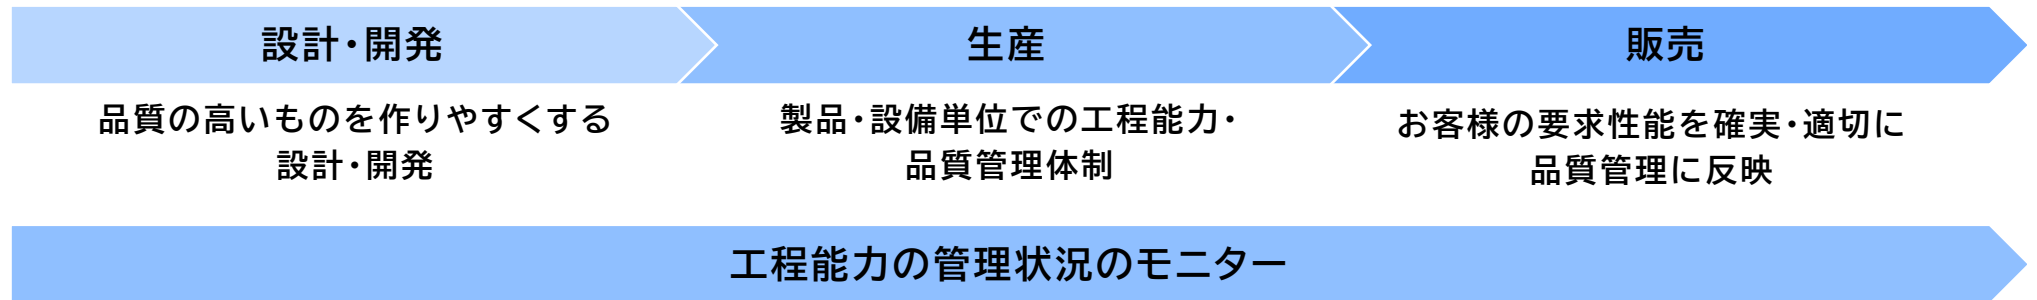 設計・開発
生産
販売
品質の高いものを作りやすくする
設計・開発
製品・設備単位での工程能力・
品質管理体制
お客様の要求性能を確実・適切に
品質管理に反映
工程能力の管理状況のモニター